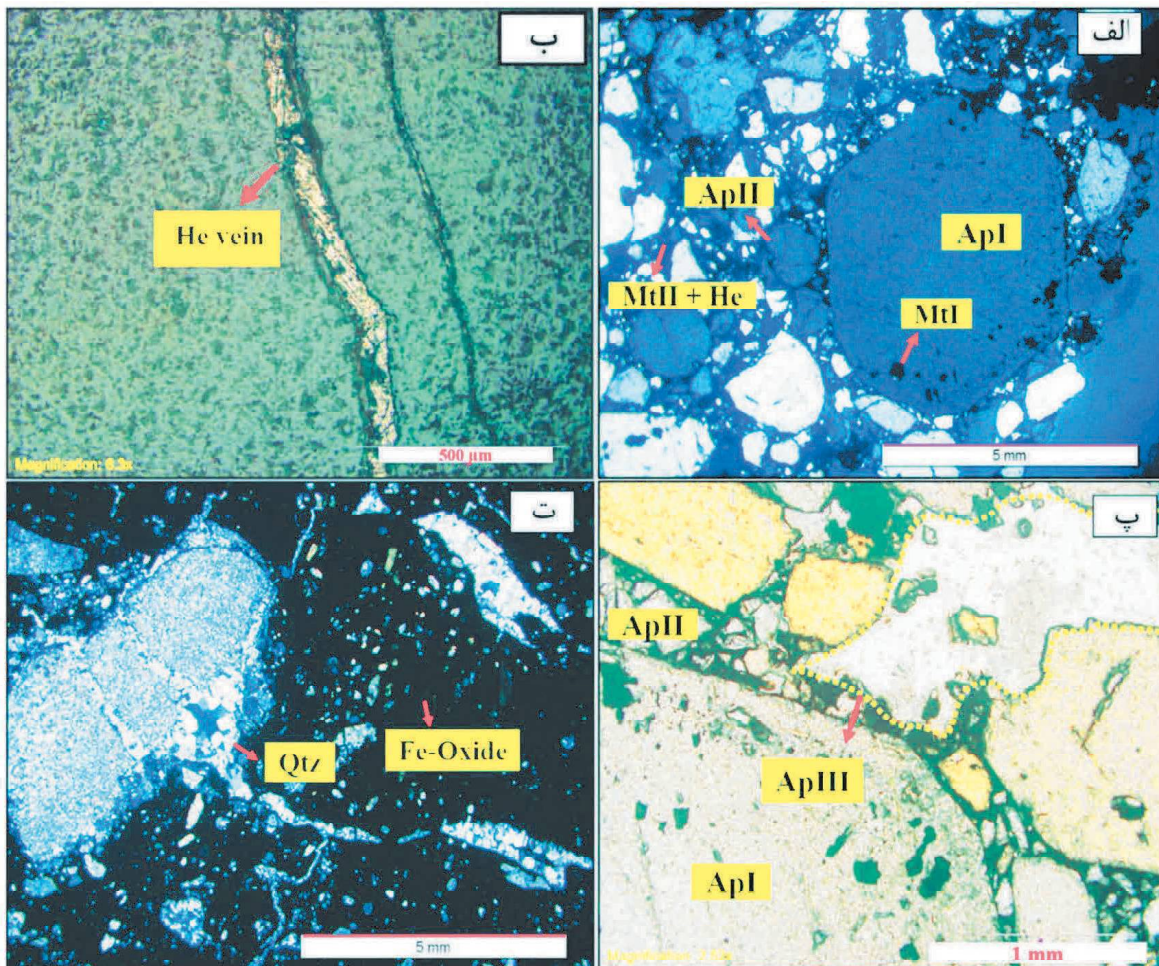 الف
ApII
ApI
MtII + He
MtI
5 mm
ب
He vein
500 µm
Magnification: 6.3x
پ
ApII
ApIII
ApI
1 mm
ت
Qtz
Fe-Oxide
5 mm